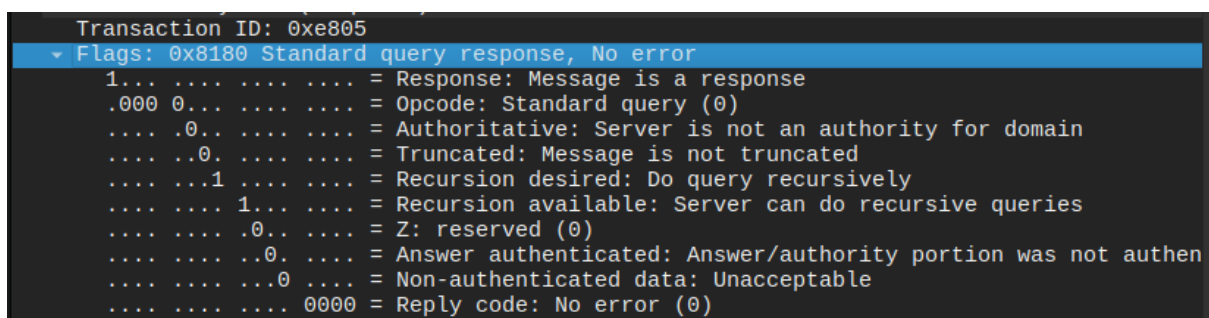 Transaction ID: 0xe805
Flags: 0x8180 Standard query response, No error
1... .... .... .... = Response: Message is a response
.000 0... .... .... = Opcode: Standard query (0)
.... .0.. .... .... = Authoritative: Server is not an authority for domain
.... ..0. .... .... = Truncated: Message is not truncated
.... ...1 .... .... = Recursion desired: Do query recursively
.... .... 1... .... = Recursion available: Server can do recursive queries
.... .... .0.. .... = Z: reserved (0)
.... .... ..0. .... = Answer authenticated: Answer/authority portion was not authen
.... .... ...0 .... = Non-authenticated data: Unacceptable
.... .... .... 0000 = Reply code: No error (0)